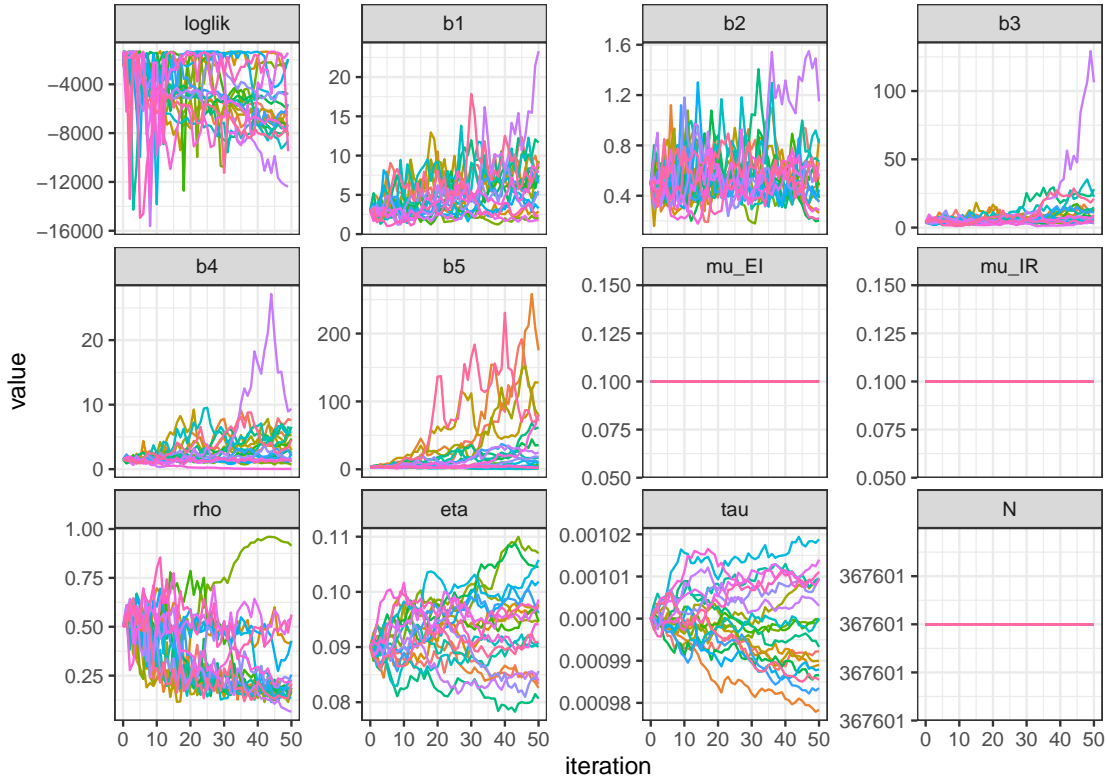 loglik b1 b2 b3
−4000 −8000 −12000 −16000
20 15 10 5 0
1.6 1.2 0.8 0.4
100 50 0
b4 b5 mu_EI mu_IR
20 10 0
250 200 150 100 50 0
0.150 0.125 0.100 0.075 0.050
0.150 0.125 0.100 0.075 0.050
value
rho eta tau N
1.00 0.75 0.50 0.25
0.11 0.10 0.09 0.08
0.00102 0.00101 0.00100 0.00099 0.00098
367601 367601 367601 367601
0 10 20 30 40 50 0 10 20 30 40 50 0 10 20 30 40 50 0 10 20 30 40 50
iteration